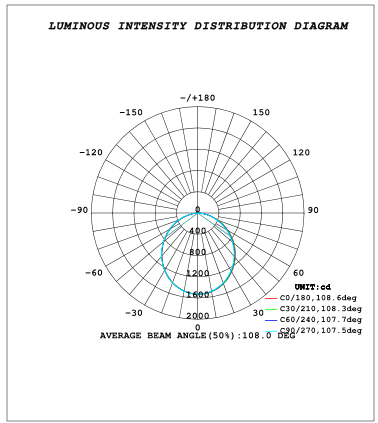 LUMINOUS INTENSITY DISTRIBUTION DIAGRAM
-/+180
-150
150
-120
120
-90
0
90
400
800
-60
60
1200
UNIT:cd
C0/180,108.6deg
1600
C30/210,108.3deg
-30
30
2000
C60/240,107.7deg
0
C90/270,107.5deg
AVERAGE BEAM ANGLE(50%):108.0 DEG